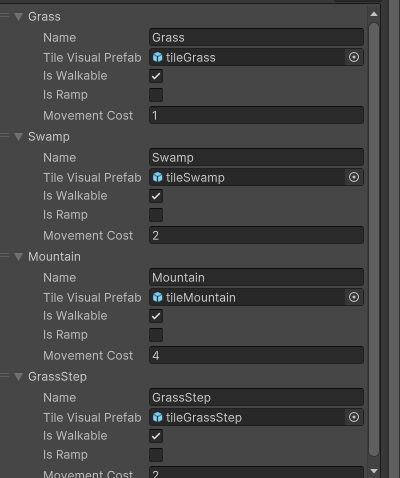 Grass
Name Grass
Tile Visual Prefab tileGrass
Is Walkable
Is Ramp
Movement Cost 1
Swamp
Name Swamp
Tile Visual Prefab tileSwamp
Is Walkable
Is Ramp
Movement Cost 2
Mountain
Name Mountain
Tile Visual Prefab tileMountain
Is Walkable
Is Ramp
Movement Cost 4
GrassStep
Name GrassStep
Tile Visual Prefab tileGrassStep
Is Walkable
Is Ramp
Movement Cost 2